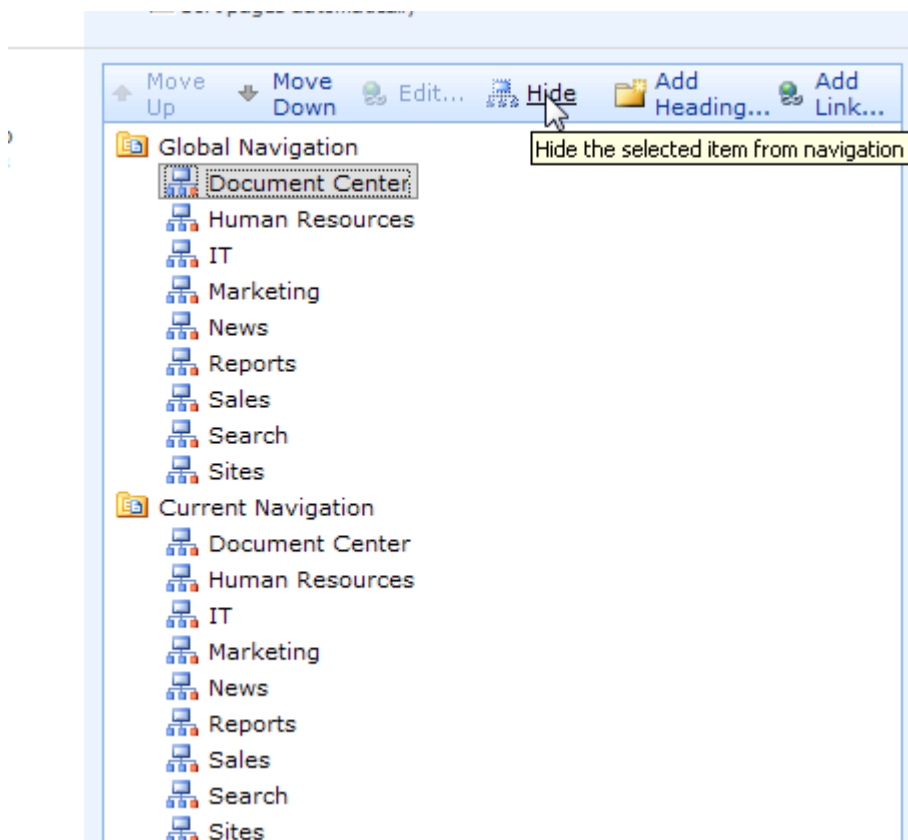 Move Up Move Down Edit... Hide Add Heading... Add Link...
Hide the selected item from navigation
Global Navigation
Document Center
Human Resources
IT
Marketing
News
Reports
Sales
Search
Sites
Current Navigation
Document Center
Human Resources
IT
Marketing
News
Reports
Sales
Search
Sites